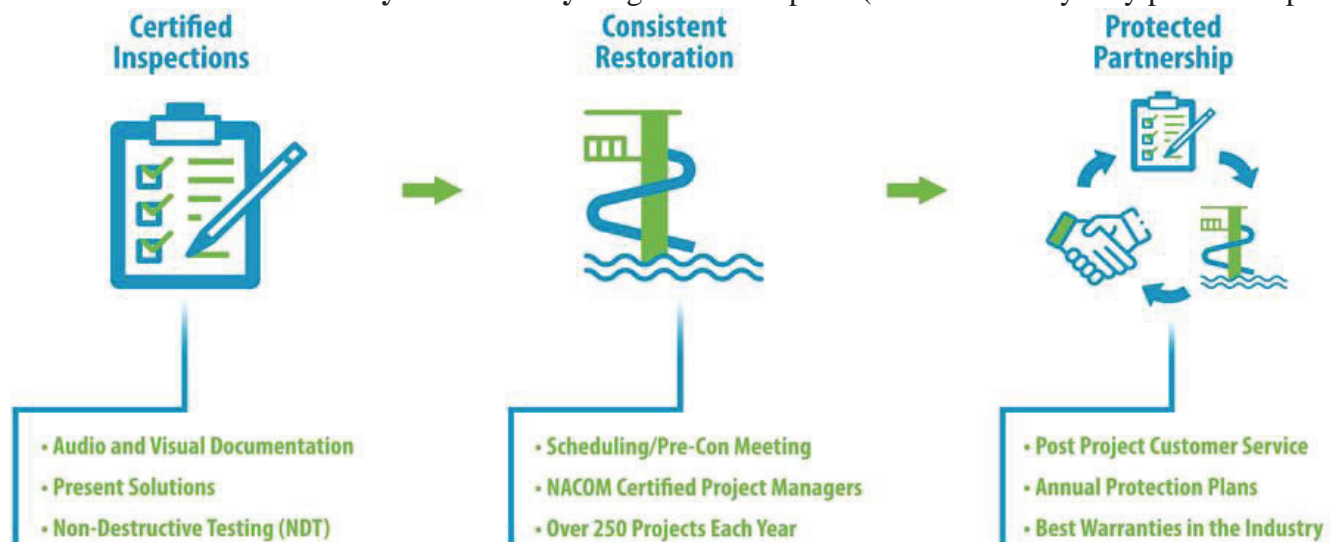 Certified
Inspections
• Audio and Visual Documentation
• Present Solutions
• Non-Destructive Testing (NDT)
Consistent
Restoration
• Scheduling/Pre-Con Meeting
• NACOM Certified Project Managers
• Over 250 Projects Each Year
Protected
Partnership
• Post Project Customer Service
• Annual Protection Plans
• Best Warranties in the Industry